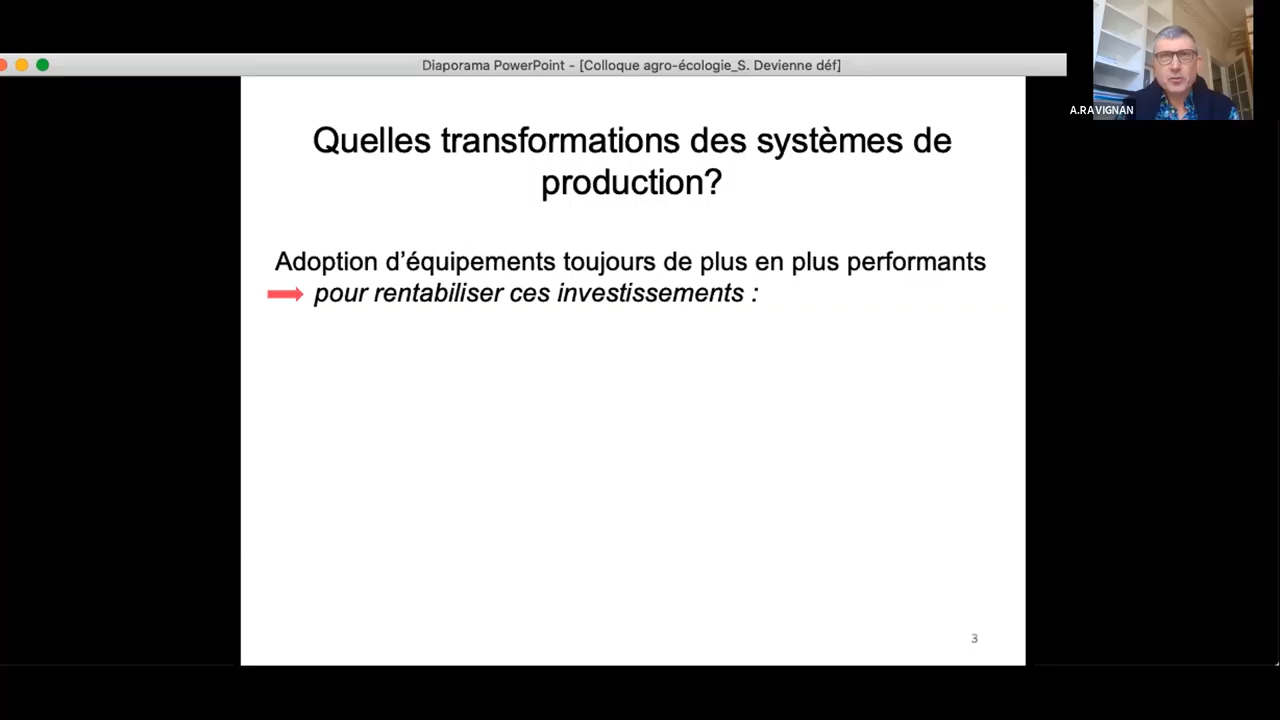 Diaporama PowerPoint - [Colloque agro-écologie_S. Devienne déf]
A.RAVIGNAN
Quelles transformations des systèmes de
production?
Adoption d’équipements toujours de plus en plus performants
pour rentabiliser ces investissements :
3